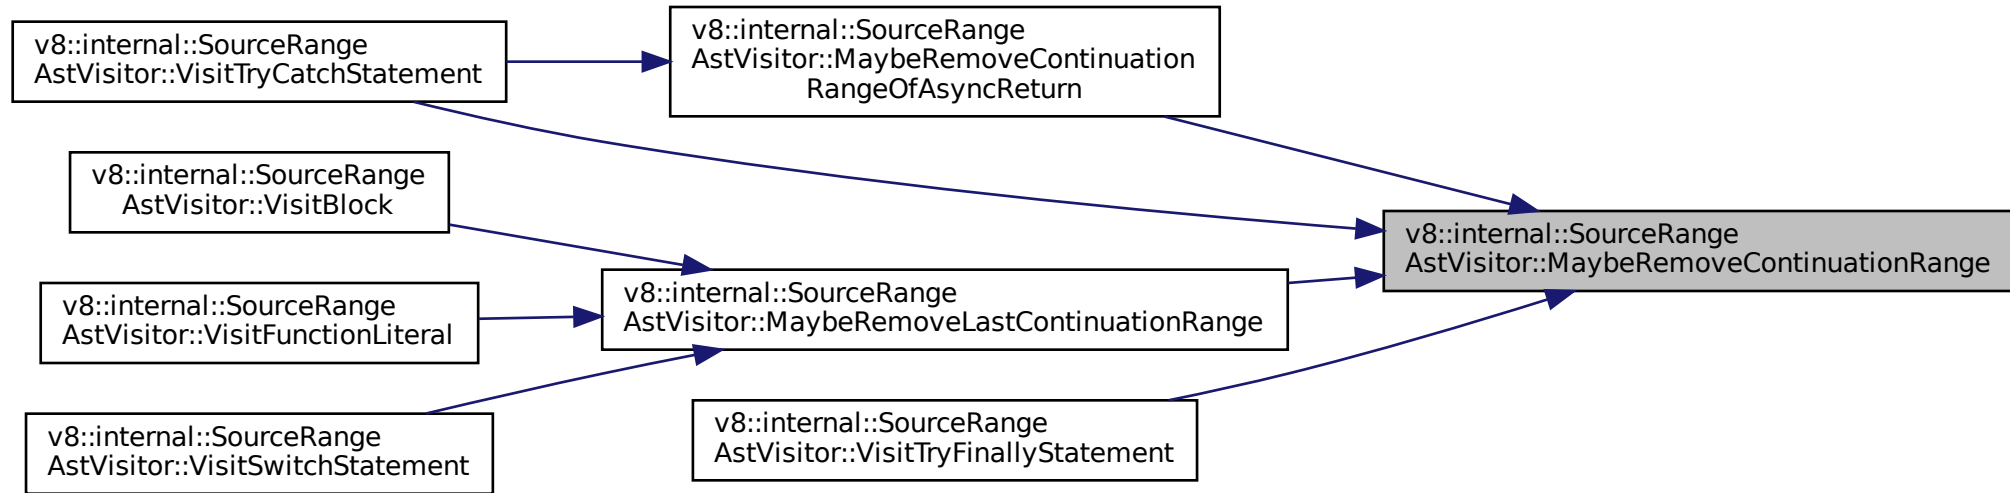 v8::internal::SourceRange
AstVisitor::VisitTryCatchStatement
v8::internal::SourceRange
AstVisitor::MaybeRemoveContinuation
RangeOfAsyncReturn
v8::internal::SourceRange
AstVisitor::VisitBlock
v8::internal::SourceRange
AstVisitor::MaybeRemoveContinuationRange
v8::internal::SourceRange
AstVisitor::VisitFunctionLiteral
v8::internal::SourceRange
AstVisitor::MaybeRemoveLastContinuationRange
v8::internal::SourceRange
AstVisitor::VisitSwitchStatement
v8::internal::SourceRange
AstVisitor::VisitTryFinallyStatement